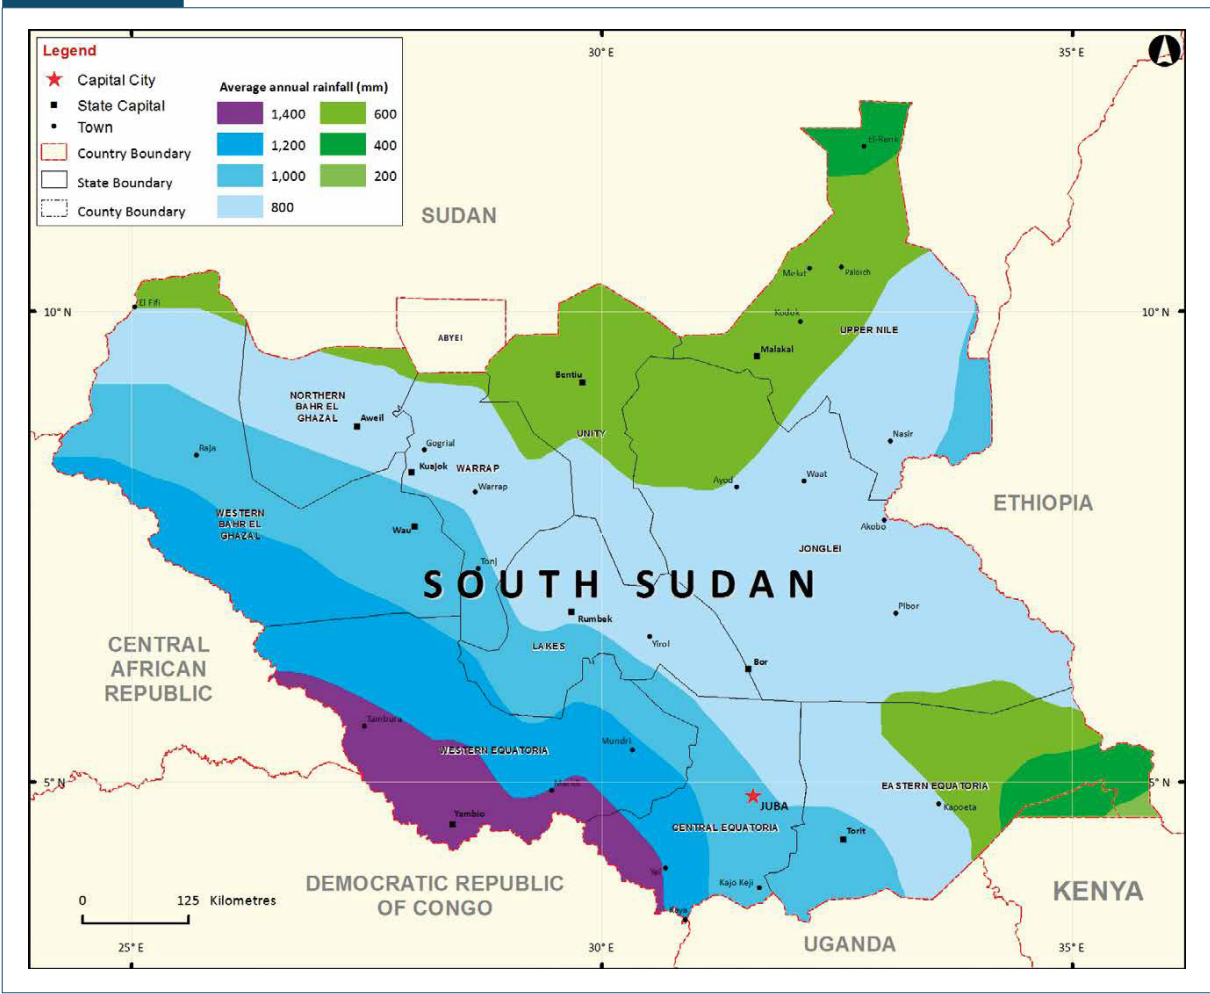 Legend
Capital City
State Capital
Town
Country Boundary
State Boundary
County Boundary
Average annual rainfall (mm)
1,400
1,200
1,000
800
600
400
200
30° E
35° E
SUDAN
El-Renk
Melut
Paloich
10° N
El Fifi
Kodok
10° N
UPPER NILE
ABYEI
Malakal
Bentiu
NORTHERN
BAHR EL
GHAZAL
Aweil
UNITY
Raja
Gogrial
Nasir
Kuajok
WARRAP
Warrap
Ayod
Waat
ETHIOPIA
WESTERN
BAHR EL
GHAZAL
Wau
Akobo
JONGLEI
Tonj
SOUTH SUDAN
Rumbek
Pibor
CENTRAL
AFRICAN
REPUBLIC
LAKES
Yirol
Bor
Tambura
WESTERN EQUATORIA
Mundri
5° N
5° N
EASTERN EQUATORIA
JUBA
Kapoeta
Yambio
CENTRAL EQUATORIA
Torit
Yei
Kajo Keji
DEMOCRATIC REPUBLIC
OF CONGO
KENYA
Kaya
0 125 Kilometres
UGANDA
25° E
30° E
35° E